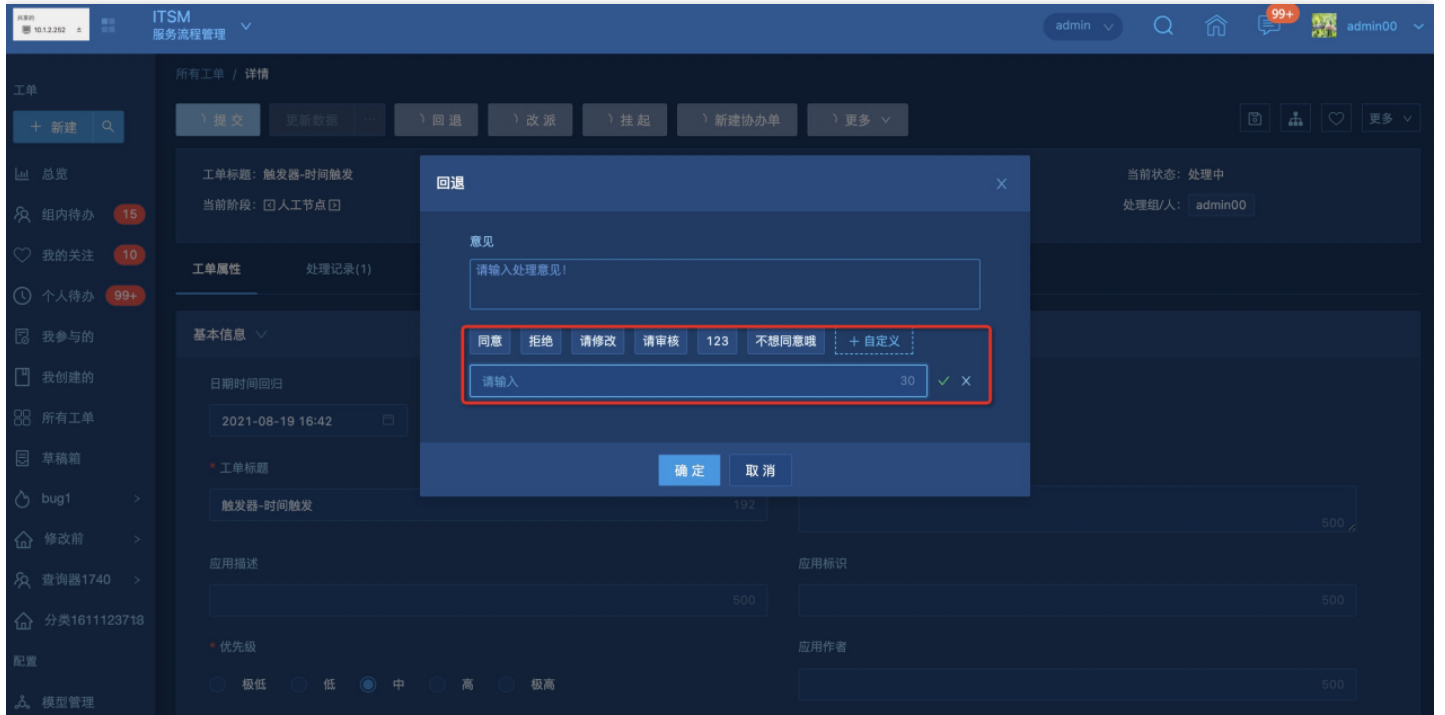 共享的
10.1.2.252
ITSM
服务流程管理
admin
99+
admin00
工单
+ 新建
总览
组内待办 15
我的关注 10
个人待办 99+
我参与的
我创建的
所有工单
草稿箱
bug1 >
修改前 >
查询器1740 >
分类1611123718
配置
模型管理
所有工单 / 详情
提交
更新数据 ···
回退
改派
挂起
新建协办单
更多
更多
工单标题: 触发器-时间触发
当前状态: 处理中
当前阶段: 人工节点
处理组/人: admin00
工单属性
处理记录(1)
基本信息
日期时间回归
2021-08-19 16:42
* 工单标题
触发器-时间触发
192
500
应用描述
应用标识
500
500
* 优先级
应用作者
极低 低 中 高 极高
500
回退
X
意见
请输入处理意见!
同意 拒绝 请修改 请审核 123 不想同意哦 + 自定义
请输入 30
确定 取消